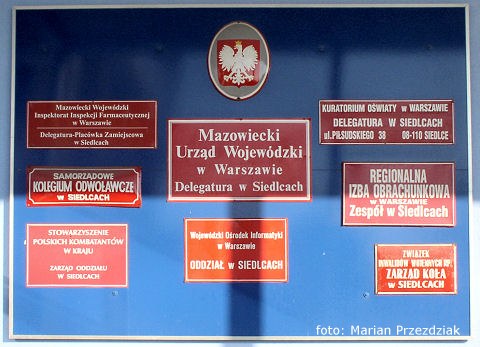 Mazowiecki Wojewódzki
Inspektorat Inspekcji Farmaceutycznej
w Warszawie
Delegatura-Placówka Zamiejscowa
w Siedlcach
SAMORZĄDOWE
KOLEGIUM ODWOŁAWCZE
w SIEDLCACH
STOWARZYSZENIE
POLSKICH KOMBATANTÓW
W KRAJU
ZARZĄD ODDZIAŁU
w SIEDLCACH
Mazowiecki
Urząd Wojewódzki
w Warszawie
Delegatura w Siedlcach
Wojewódzki Ośrodek Informatyki
w Warszawie
ODDZIAŁ w SIEDLCACH
KURATORIUM OŚWIATY w WARSZAWIE
DELEGATURA w SIEDLCACH
ul.PIŁSUDSKIEGO 38 08-110 SIEDLCE
REGIONALNA
IZBA OBRACHUNKOWA
w WARSZAWIE
Zespół w Siedlcach
ZWIĄZEK
INWALIDÓW WOJENNYCH RP.
ZARZĄD KOŁA
w SIEDLCACH
foto: Marian Przezdziak